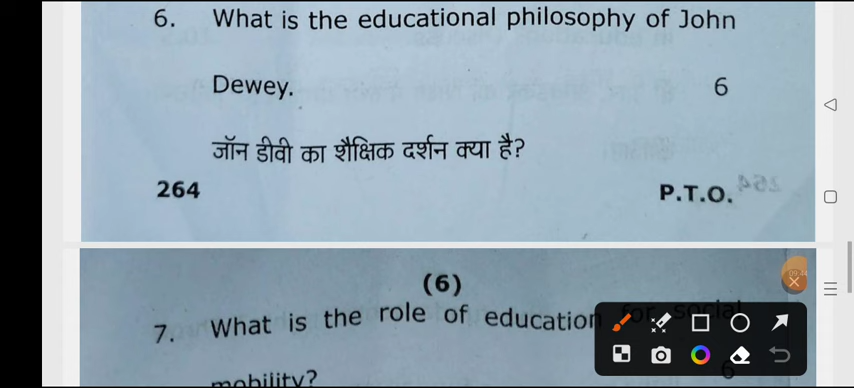 6. What is the educational philosophy of John
Dewey. 6
जॉन डीवी का शैक्षिक दर्शन क्या है?
264 P.T.O.
(6)
7. What is the role of education for social
mobility? 6